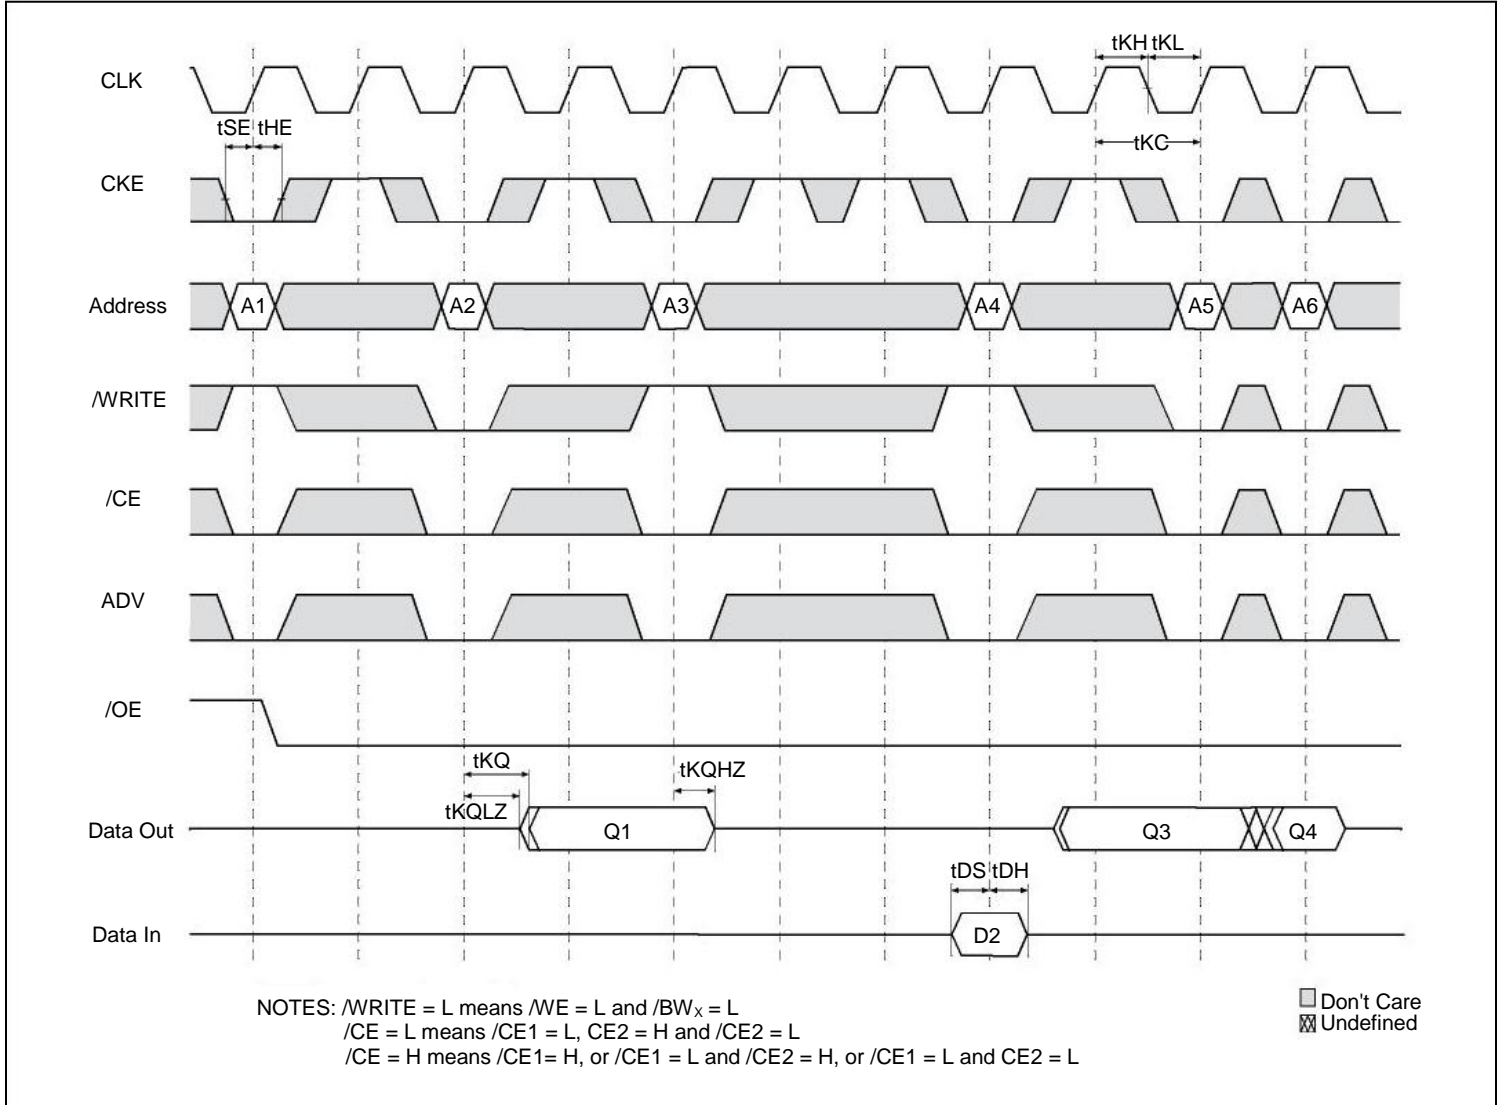 tKH tKL
CLK
tSE tHE
tKC
CKE
Address A1 A2 A3 A4 A5 A6
/WRITE
/CE
ADV
/OE
tKQ
tKQHZ
tKQLZ
Data Out Q1 Q3 Q4
tDS tDH
Data In D2
NOTES: /WRITE = L means /WE = L and /BWX = L
/CE = L means /CE1 = L, CE2 = H and /CE2 = L
/CE = H means /CE1= H, or /CE1 = L and /CE2 = H, or /CE1 = L and CE2 = L
Don't Care
Undefined